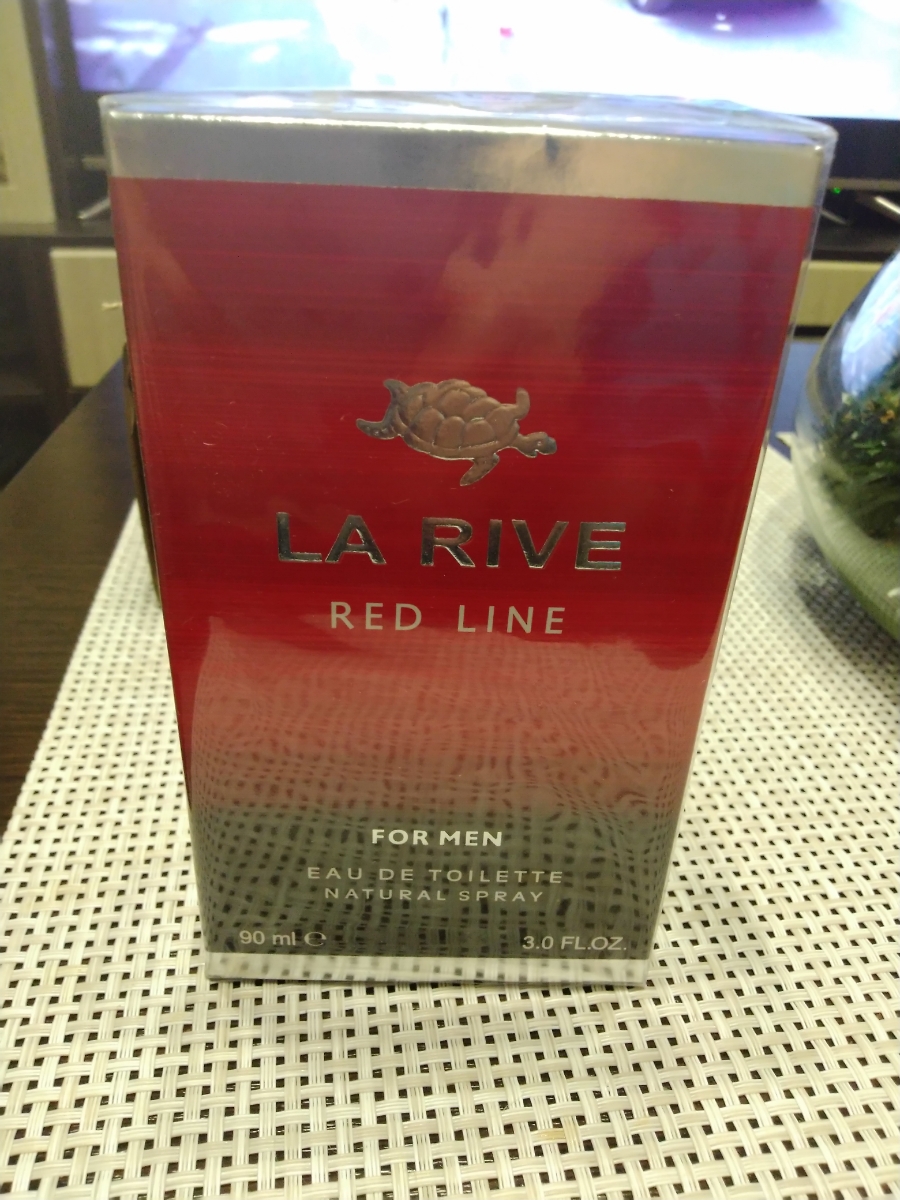 LA RIVE
RED LINE
FOR MEN
EAU DE TOILETTE
NATURAL SPRAY
90 ml ℮ 3.0 FL.OZ.